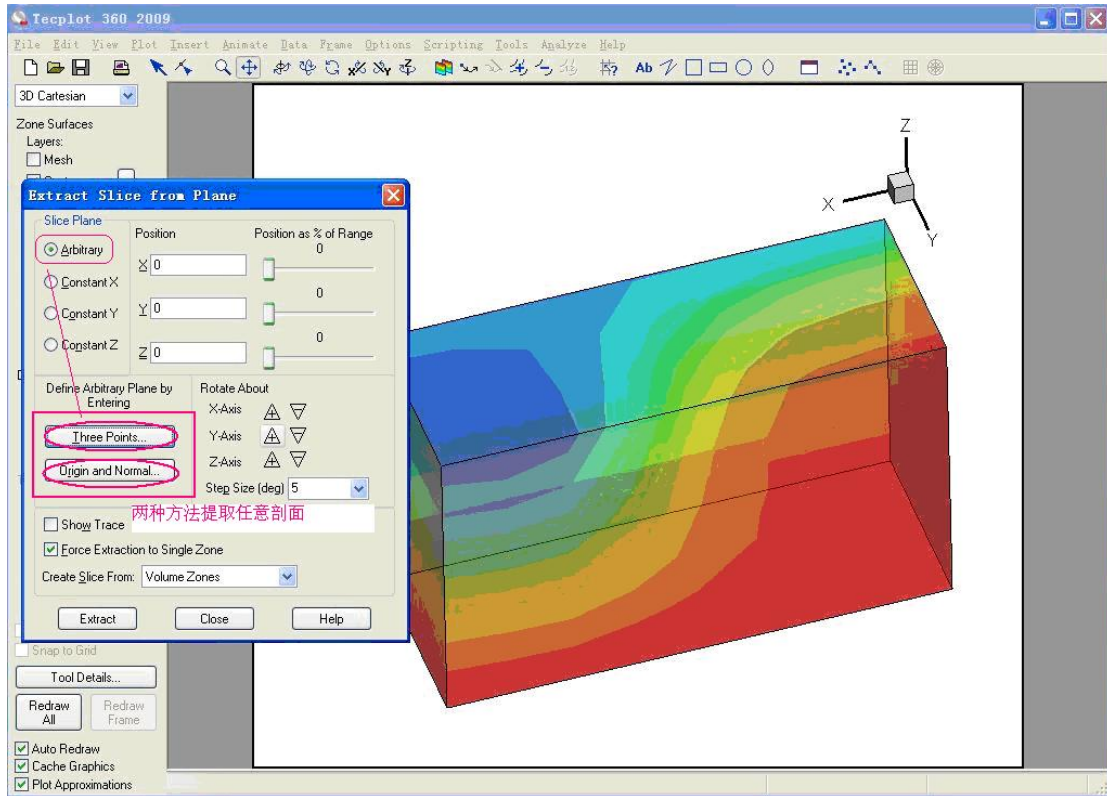 Tecplot 360 2009
File Edit View Plot Insert Animate Data Frame Options Scripting Tools Analyze Help
Ab
3D Cartesian
Zone Surfaces
Layers:
Mesh
Extract Slice from Plane
Slice Plane
Arbitrary
Constant X
Constant Y
Constant Z
Position
X 0
Y 0
Z 0
Position as % of Range
0
0
0
Define Arbitrary Plane by
Entering
Three Points...
Origin and Normal...
Rotate About
X-Axis
Y-Axis
Z-Axis
Step Size (deg) 5
两种方法提取任意剖面
Show Trace
Force Extraction to Single Zone
Create Slice From: Volume Zones
Extract
Close
Help
Snap to Grid
Tool Details...
Redraw
All
Redraw
Frame
Auto Redraw
Cache Graphics
Plot Approximations
Z
X
Y